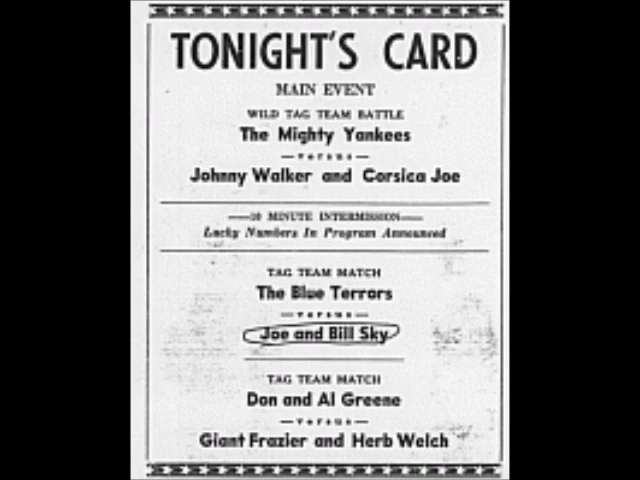 TONIGHT'S CARD
MAIN EVENT
WILD TAG TEAM BATTLE
The Mighty Yankees
—versus—
Johnny Walker and Corsica Joe
——10 MINUTE INTERMISSION——
Lucky Numbers In Program Announced
TAG TEAM MATCH
The Blue Terrors
—versus—
Joe and Bill Sky
TAG TEAM MATCH
Don and Al Greene
—versus—
Giant Frazier and Herb Welch